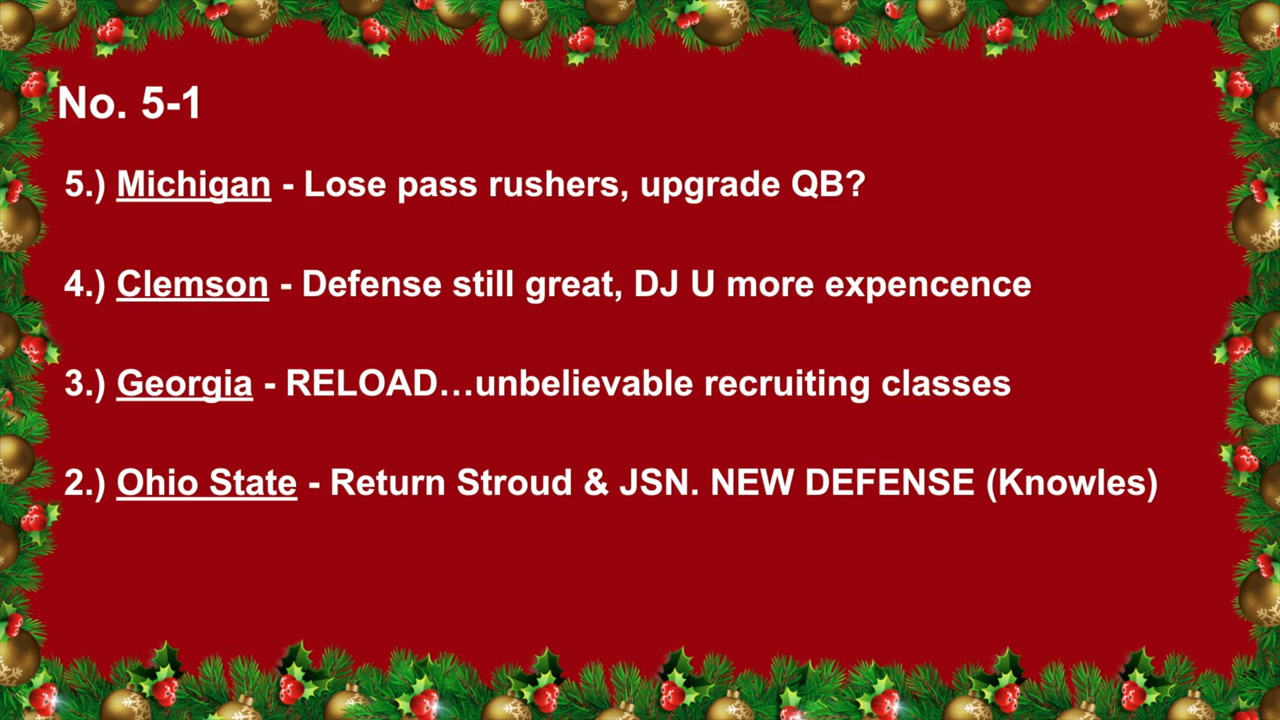 No. 5-1
5.) Michigan - Lose pass rushers, upgrade QB?
4.) Clemson - Defense still great, DJ U more expencence
3.) Georgia - RELOAD…unbelievable recruiting classes
2.) Ohio State - Return Stroud & JSN. NEW DEFENSE (Knowles)